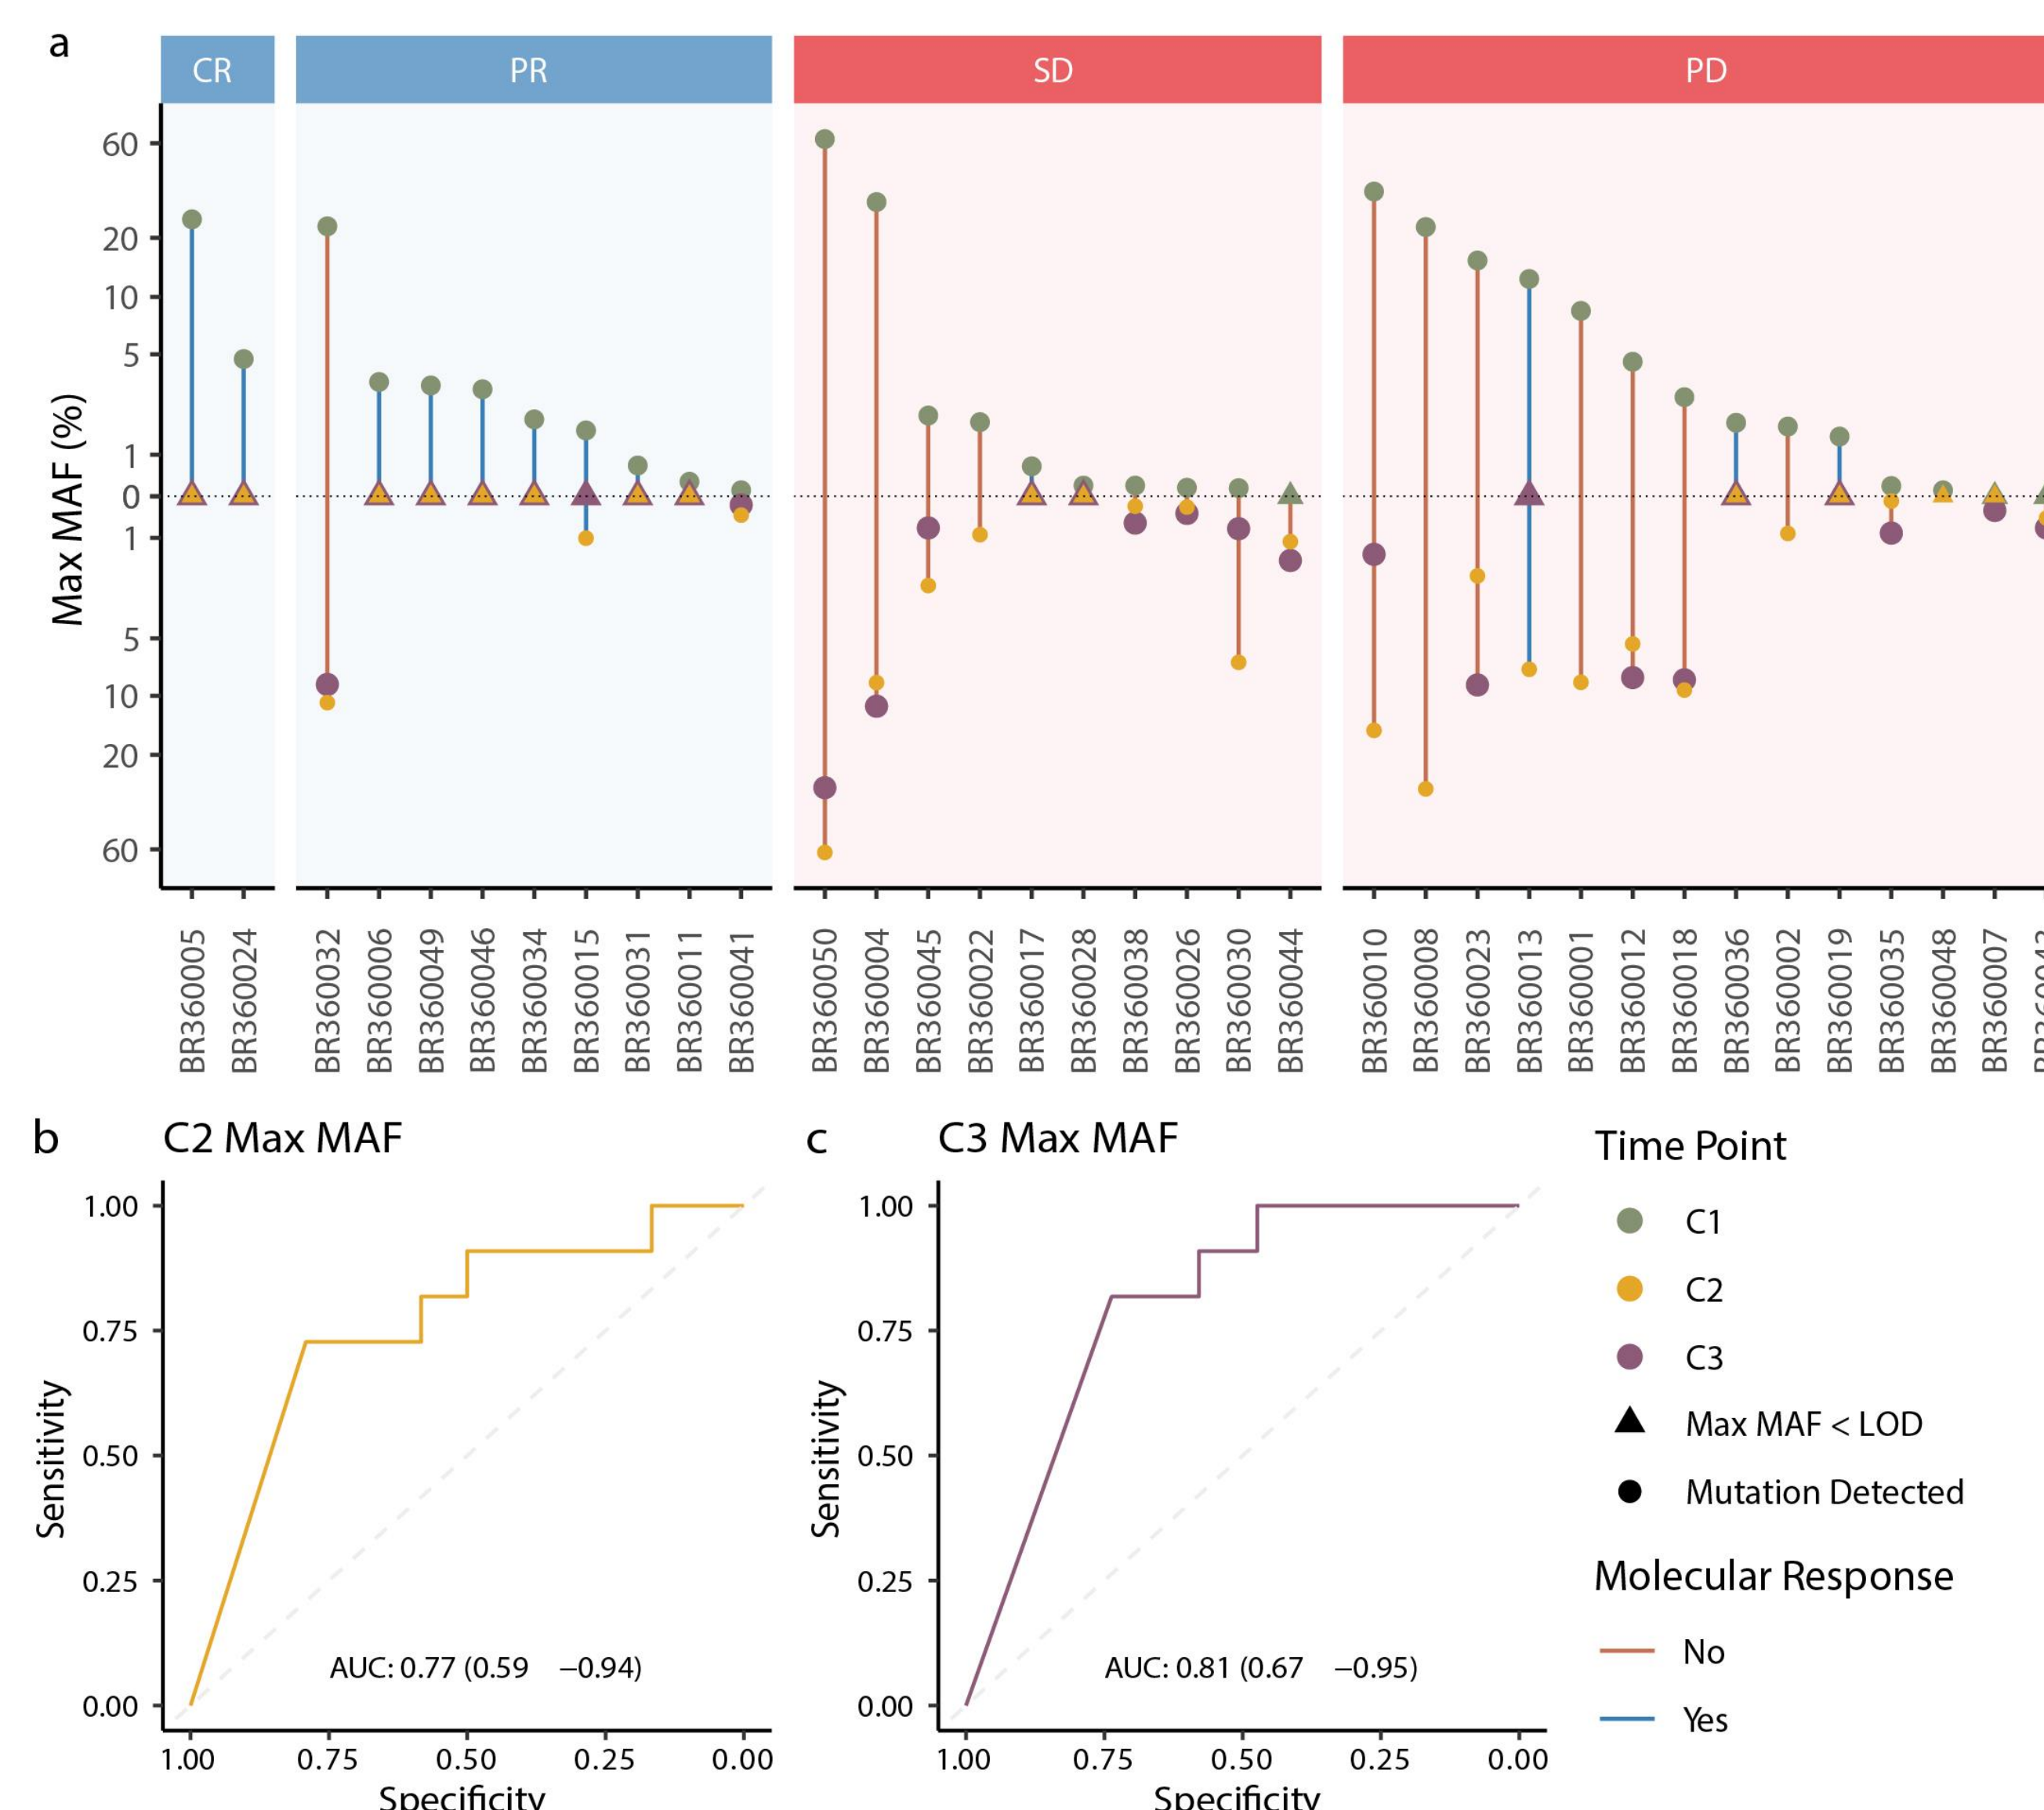 a
CR
PR
SD
PD
Max MAF (%)
60
20
10
5
1
0
1
5
10
20
60
BR360005
BR360024
BR360032
BR360006
BR360049
BR360046
BR360034
BR360015
BR360031
BR360011
BR360041
BR360050
BR360004
BR360045
BR360022
BR360017
BR360028
BR360038
BR360026
BR360030
BR360044
BR360010
BR360008
BR360023
BR360013
BR360001
BR360012
BR360018
BR360036
BR360002
BR360019
BR360035
BR360048
BR360007
b
C2 Max MAF
Sensitivity
1.00
0.75
0.50
0.25
0.00
AUC: 0.77 (0.59 –0.94)
1.00 0.75 0.50 0.25 0.00
Specificity
c
C3 Max MAF
Sensitivity
1.00
0.75
0.50
0.25
0.00
AUC: 0.81 (0.67 –0.95)
1.00 0.75 0.50 0.25 0.00
Specificity
Time Point
C1
C2
C3
Max MAF < LOD
Mutation Detected
Molecular Response
No
Yes